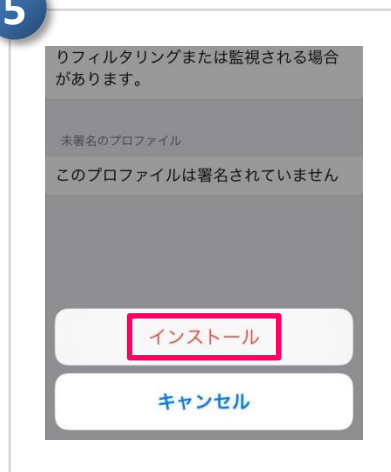 5
りフィルタリングまたは監視される場合
があります。
未署名のプロファイル
このプロファイルは署名されていません
インストール
キャンセル